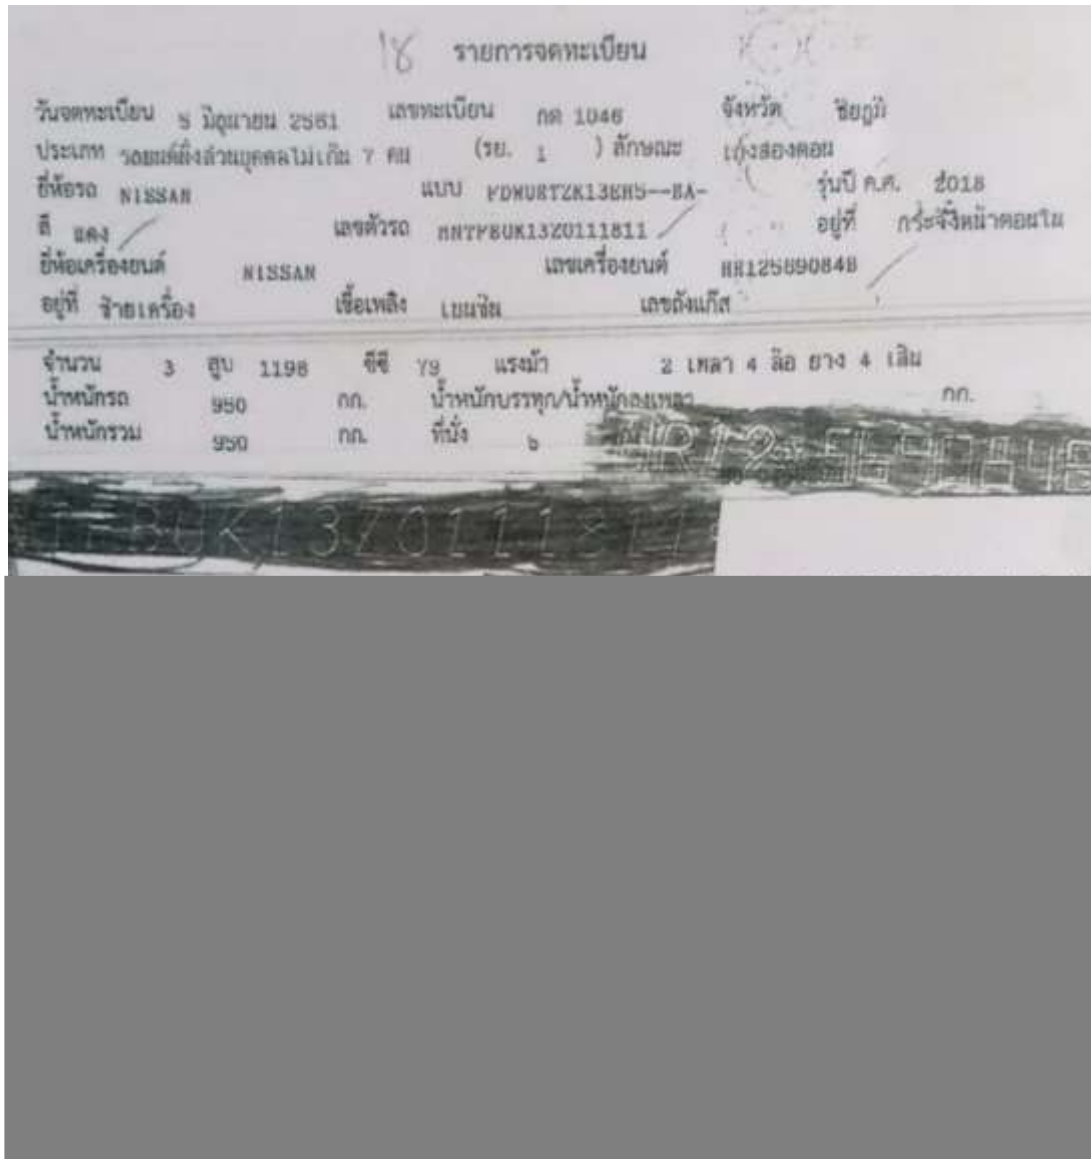 18 รายการจดทะเบียน
วันจดทะเบียน 5 มิถุนายน 2561 เลขทะเบียน กต 1046 จังหวัด ชัยภูมิ
ประเภท รถยนต์นั่งส่วนบุคคลไม่เกิน 7 คน (รย. 1 ) ลักษณะ เก๋งสองตอน
ยี่ห้อรถ NISSAN แบบ รุ่นปี ค.ศ. 2018
สี แดง เลขตัวรถ MNTFBUK13Z0111811 อยู่ที่ กระจังหน้าตอนใน
ยี่ห้อเครื่องยนต์ NISSAN เลขเครื่องยนต์ HR12589084B
อยู่ที่ ซ้ายเครื่อง เชื้อเพลิง เบนซิน เลขถังแก๊ส
จำนวน 3 สูบ 1198 ซีซี 79 แรงม้า 2 เพลา 4 ล้อ ยาง 4 เส้น
น้ำหนักรถ 950 กก. น้ำหนักบรรทุก/น้ำหนักลงเพลา กก.
น้ำหนักรวม 950 กก. ที่นั่ง
BUK13Z0111811